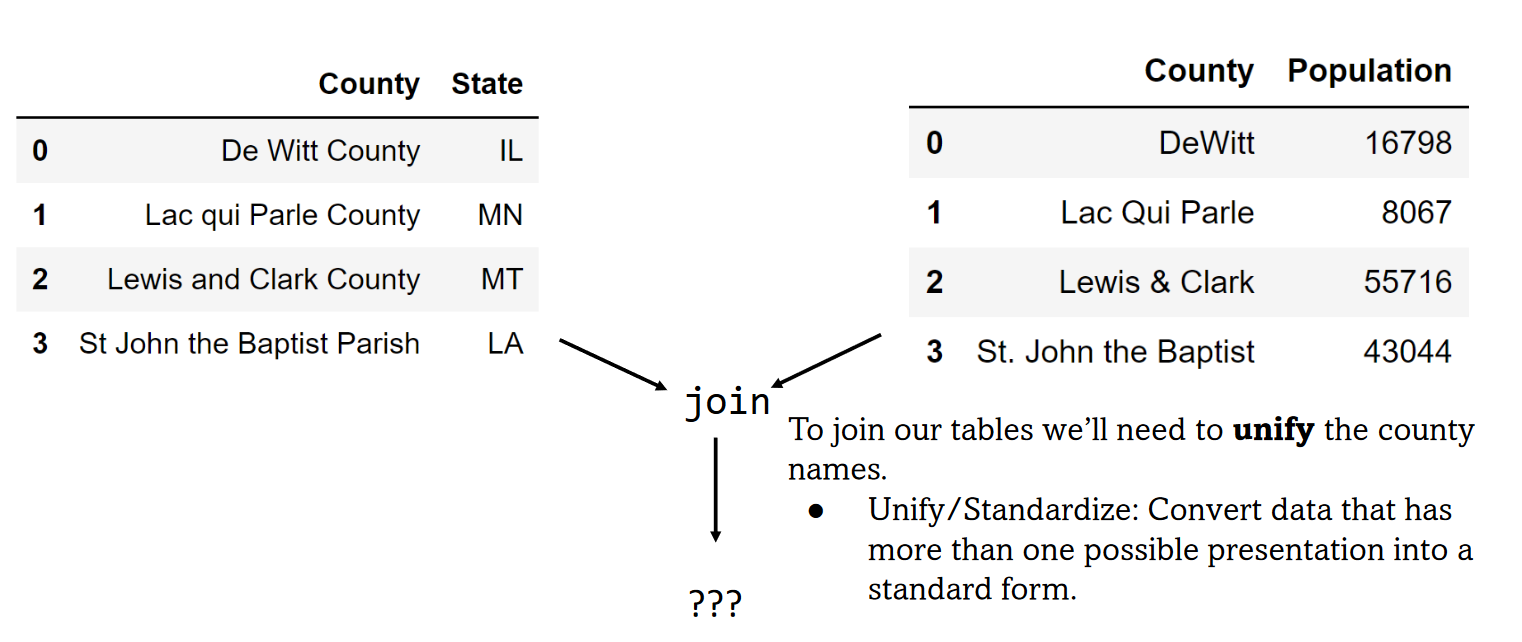 County State
0 De Witt County IL
1 Lac qui Parle County MN
2 Lewis and Clark County MT
3 St John the Baptist Parish LA
County Population
0 DeWitt 16798
1 Lac Qui Parle 8067
2 Lewis & Clark 55716
3 St. John the Baptist 43044
join
???
To join our tables we’ll need to unify the county
names.
● Unify/Standardize: Convert data that has
more than one possible presentation into a
standard form.